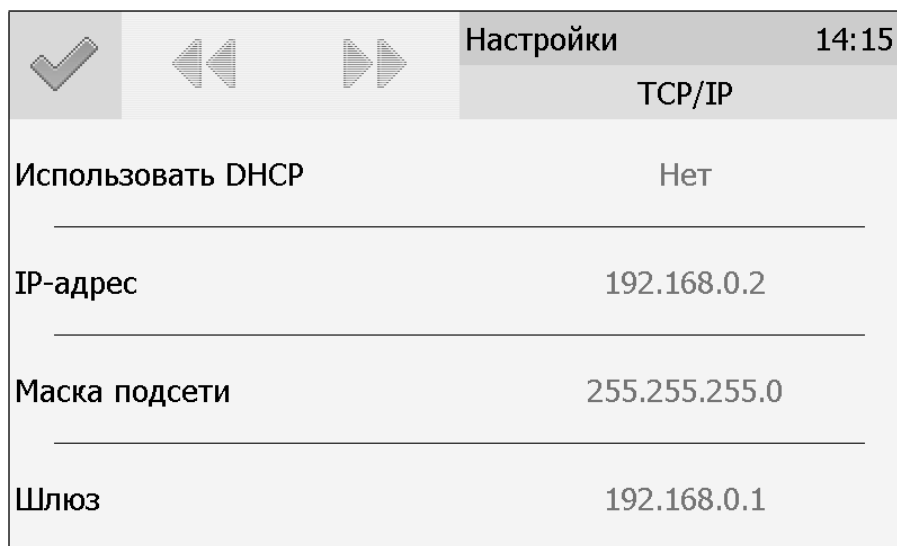 Настройки 14:15
TCP/IP
Использовать DHCP Нет
IP-адрес 192.168.0.2
Маска подсети 255.255.255.0
Шлюз 192.168.0.1